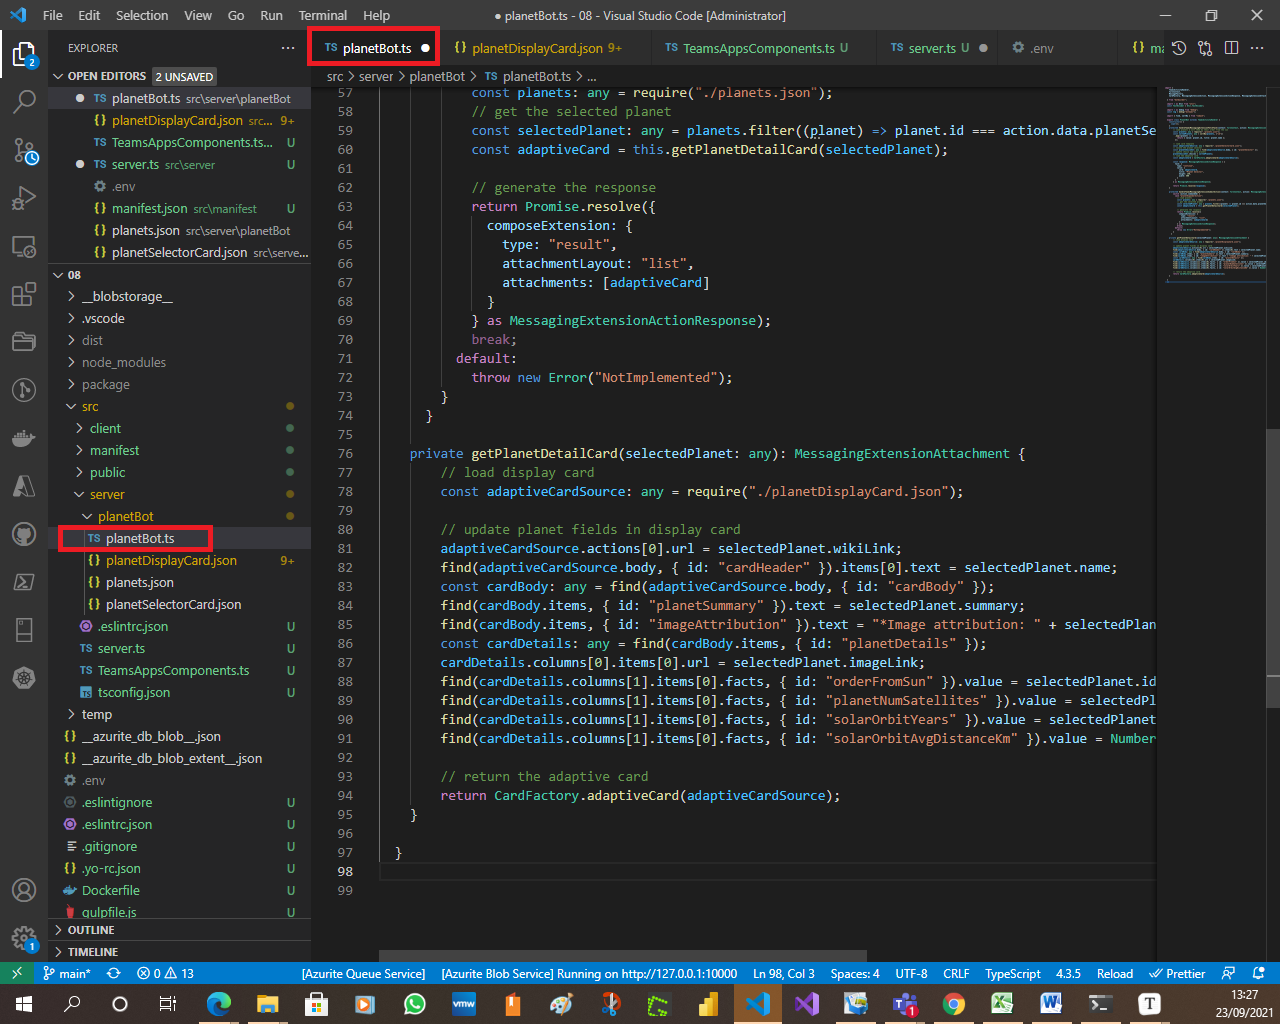 File Edit Selection View Go Run Terminal Help
● planetBot.ts - 08 - Visual Studio Code [Administrator]
EXPLORER ···
TS planetBot.ts ●
{} planetDisplayCard.json 9+
TS TeamsAppsComponents.ts U
TS server.ts U ●
.env
{} ma
OPEN EDITORS 2 UNSAVED
src > server > planetBot > TS planetBot.ts > ...
● TS planetBot.ts src\server\planetBot
{} planetDisplayCard.json src... 9+
TS TeamsAppsComponents.ts... U
● TS server.ts src\server
.env
{} manifest.json src\manifest U
{} planets.json src\server\planetBot
{} planetSelectorCard.json src\serve...
08
> __blobstorage__
> .vscode
> dist
> node_modules
> package
src
> client
> manifest
> public
server
planetBot
TS planetBot.ts
{} planetDisplayCard.json 9+
{} planets.json
{} planetSelectorCard.json
.eslintrc.json U
TS server.ts U
TS TeamsAppsComponents.ts U
tsconfig.json U
> temp
{} __azurite_db_blob__.json
{} __azurite_db_blob_extent__.json
.env
.eslintignore U
.eslintrc.json U
.gitignore U
{} .yo-rc.json U
Dockerfile U
gulpfile.js U
> OUTLINE
> TIMELINE
57 const planets: any = require("./planets.json");
58 // get the selected planet
59 const selectedPlanet: any = planets.filter((planet) => planet.id === action.data.planetSe
60 const adaptiveCard = this.getPlanetDetailCard(selectedPlanet);
61
62 // generate the response
63 return Promise.resolve({
64 composeExtension: {
65 type: "result",
66 attachmentLayout: "list",
67 attachments: [adaptiveCard]
68 }
69 } as MessagingExtensionActionResponse);
70 break;
71 default:
72 throw new Error("NotImplemented");
73 }
74 }
75
76 private getPlanetDetailCard(selectedPlanet: any): MessagingExtensionAttachment {
77 // load display card
78 const adaptiveCardSource: any = require("./planetDisplayCard.json");
79
80 // update planet fields in display card
81 adaptiveCardSource.actions[0].url = selectedPlanet.wikiLink;
82 find(adaptiveCardSource.body, { id: "cardHeader" }).items[0].text = selectedPlanet.name;
83 const cardBody: any = find(adaptiveCardSource.body, { id: "cardBody" });
84 find(cardBody.items, { id: "planetSummary" }).text = selectedPlanet.summary;
85 find(cardBody.items, { id: "imageAttribution" }).text = "*Image attribution: " + selectedPlan
86 const cardDetails: any = find(cardBody.items, { id: "planetDetails" });
87 cardDetails.columns[0].items[0].url = selectedPlanet.imageLink;
88 find(cardDetails.columns[1].items[0].facts, { id: "orderFromSun" }).value = selectedPlanet.id
89 find(cardDetails.columns[1].items[0].facts, { id: "planetNumSatellites" }).value = selectedPl
90 find(cardDetails.columns[1].items[0].facts, { id: "solarOrbitYears" }).value = selectedPlanet
91 find(cardDetails.columns[1].items[0].facts, { id: "solarOrbitAvgDistanceKm" }).value = Number
92
93 // return the adaptive card
94 return CardFactory.adaptiveCard(adaptiveCardSource);
95 }
96
97 }
98
99
2
1
main* 0 13 [Azurite Queue Service] [Azurite Blob Service] Running on http://127.0.0.1:10000 Ln 98, Col 3 Spaces: 4 UTF-8 CRLF TypeScript 4.3.5 Reload Prettier
vmw
1
T
13:27
23/09/2021